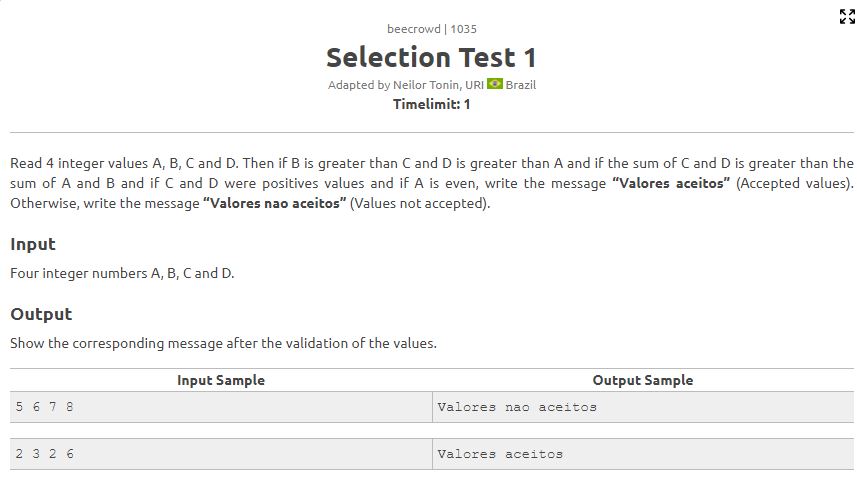 beecrowd | 1035
Selection Test 1
Adapted by Neilor Tonin, URI Brazil
Timelimit: 1
Read 4 integer values A, B, C and D. Then if B is greater than C and D is greater than A and if the sum of C and D is greater than the
sum of A and B and if C and D were positives values and if A is even, write the message “Valores aceitos” (Accepted values).
Otherwise, write the message “Valores nao aceitos” (Values not accepted).
Input
Four integer numbers A, B, C and D.
Output
Show the corresponding message after the validation of the values.
Input Sample Output Sample
5 6 7 8 Valores nao aceitos
2 3 2 6 Valores aceitos